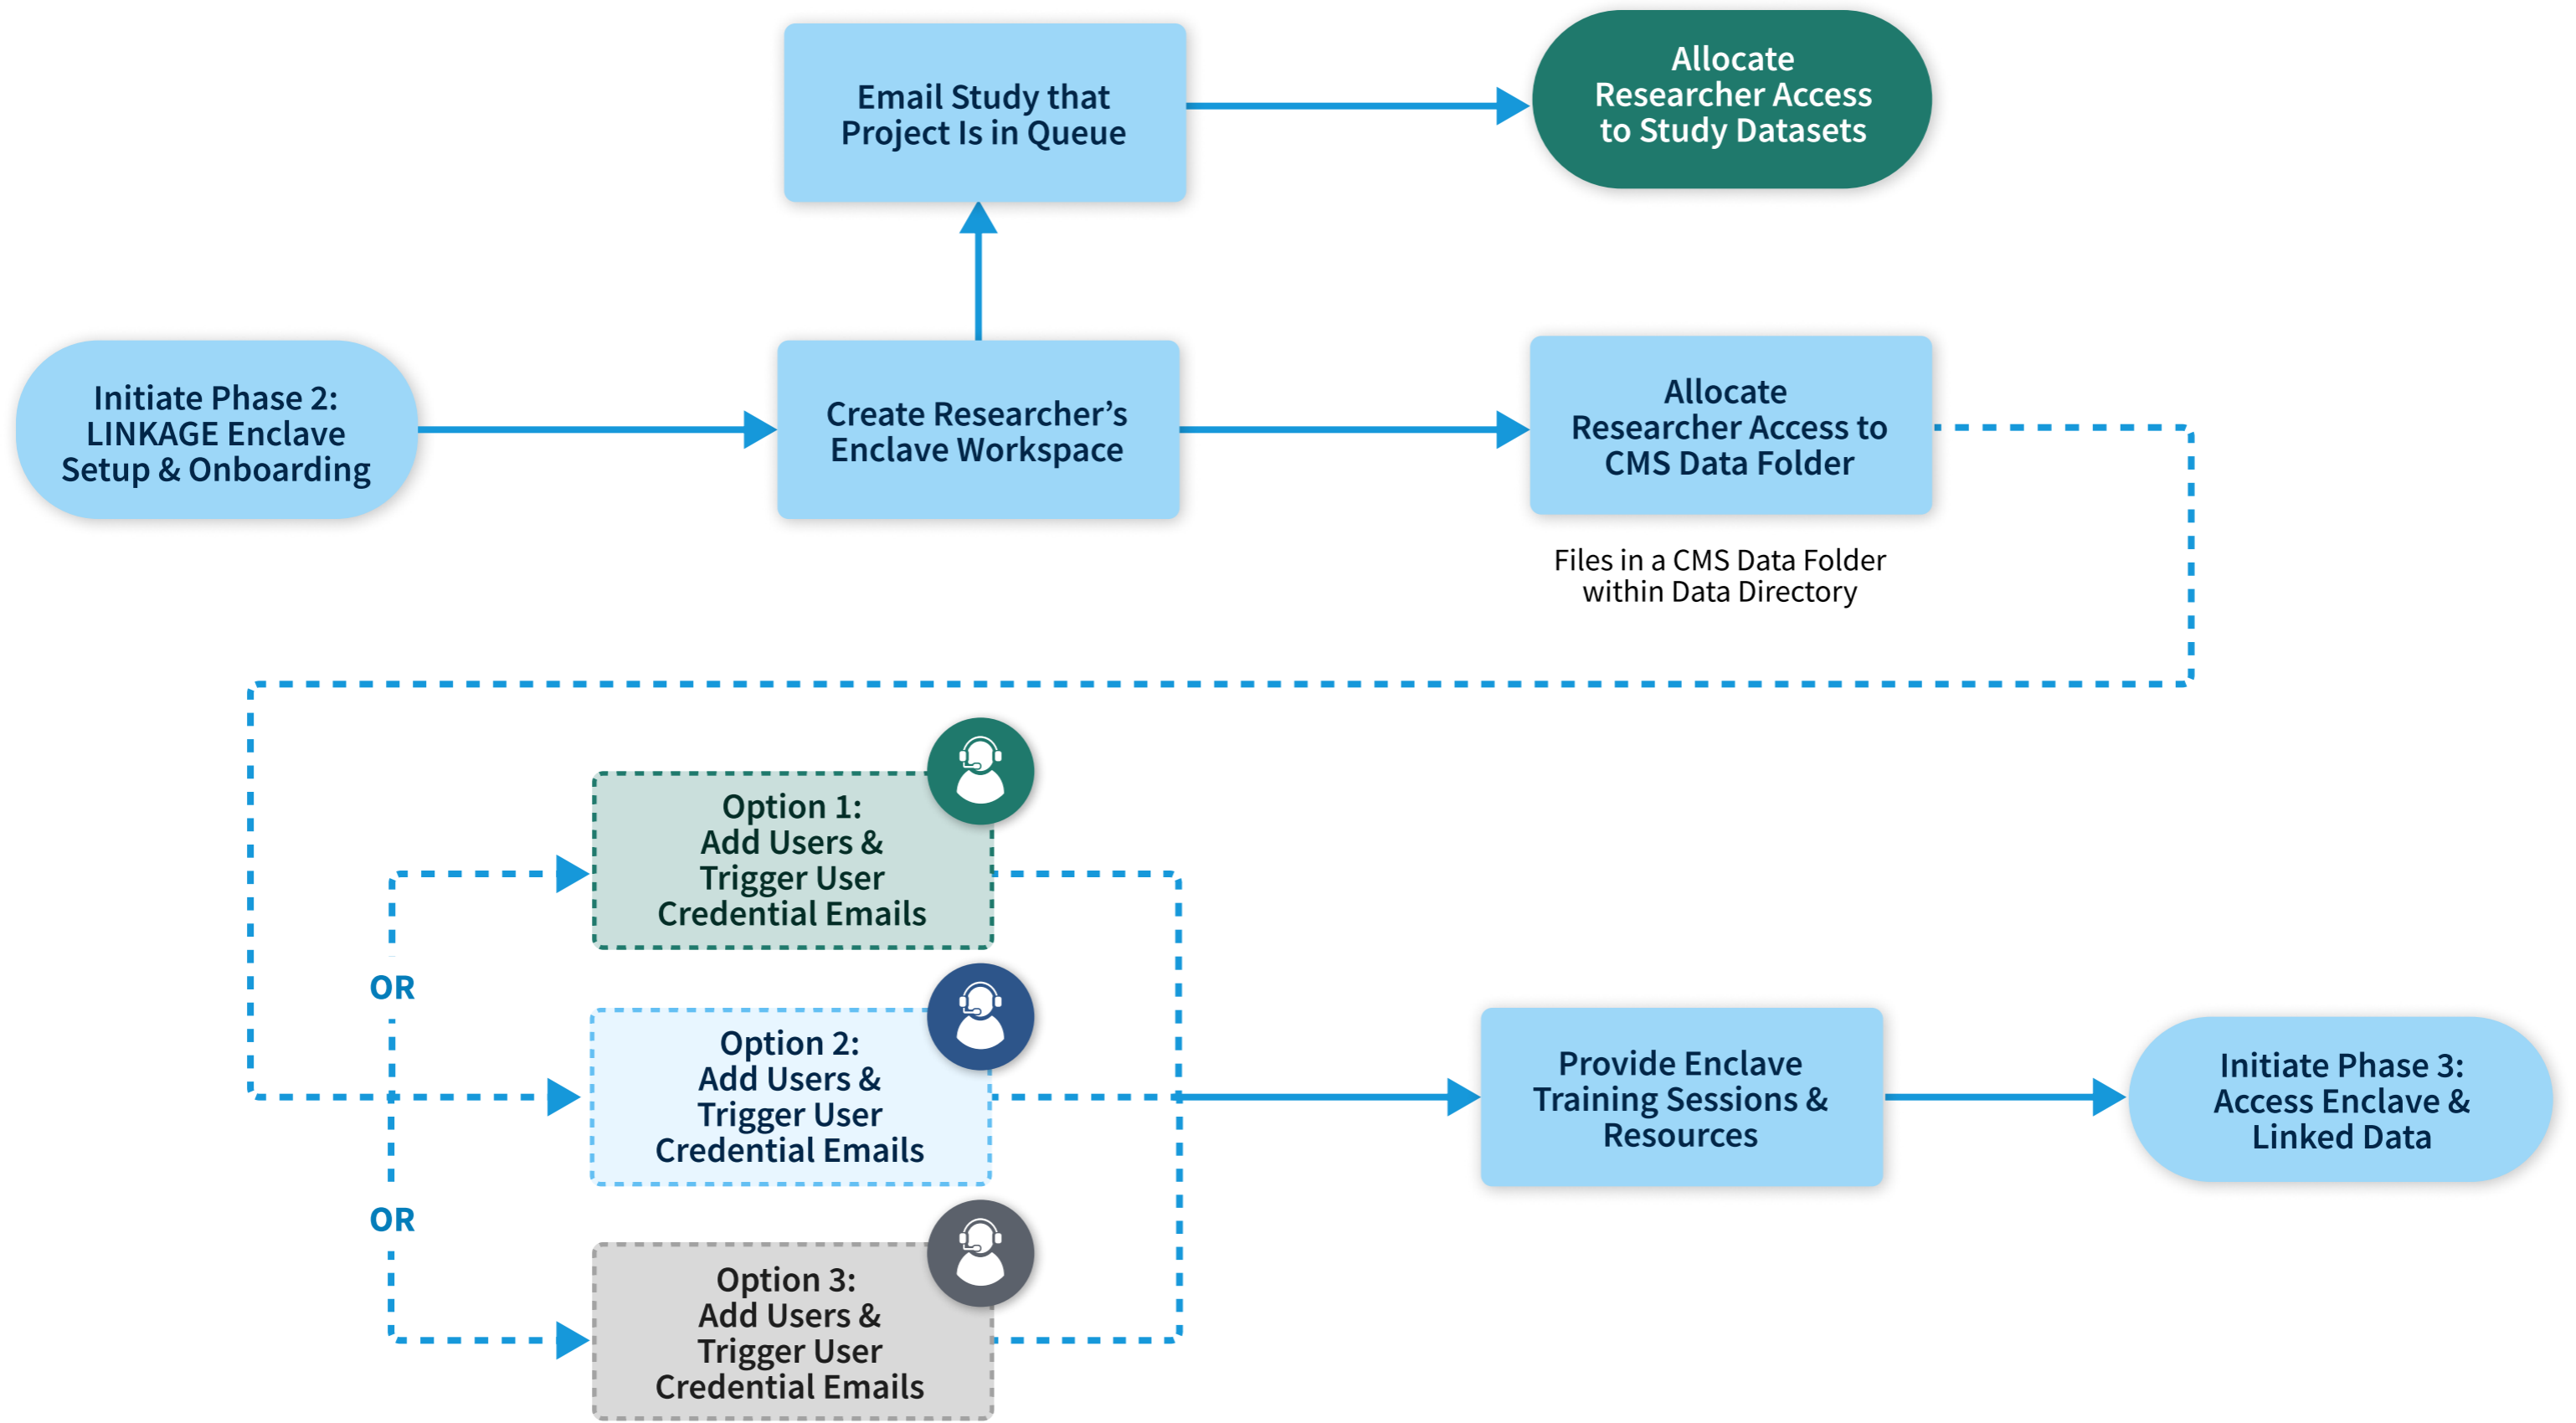 Email Study that
Project Is in Queue
Allocate
Researcher Access
to Study Datasets
Initiate Phase 2:
LINKAGE Enclave
Setup & Onboarding
Create Researcher’s
Enclave Workspace
Allocate
Researcher Access to
CMS Data Folder
Files in a CMS Data Folder
within Data Directory
Option 1:
Add Users &
Trigger User
Credential Emails
OR
Option 2:
Add Users &
Trigger User
Credential Emails
OR
Option 3:
Add Users &
Trigger User
Credential Emails
Provide Enclave
Training Sessions &
Resources
Initiate Phase 3:
Access Enclave &
Linked Data